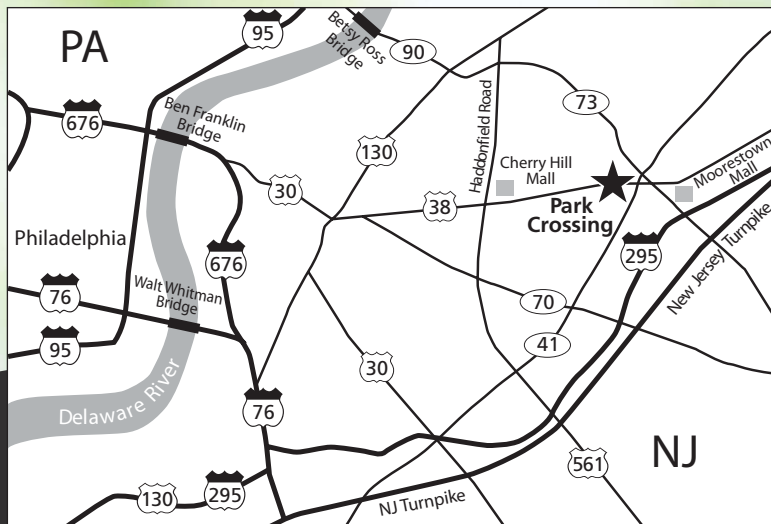 PA
95
Betsy Ross
Bridge
90
676
Ben Franklin
Bridge
130
Haddonfield Road
73
30
Cherry Hill
Mall
Moorestown
Mall
38
Park
Crossing
Philadelphia
676
295
New Jersey Turnpike
76
Walt Whitman
Bridge
70
41
95
30
Delaware River
76
561
NJ
130
295
NJ Turnpike